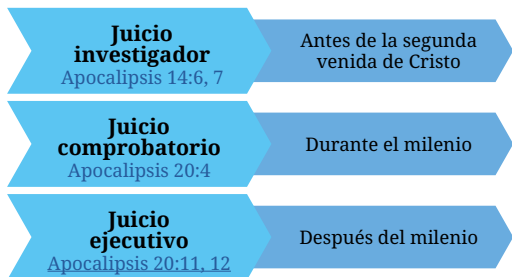 Juicio
investigador
Apocalipsis 14:6, 7
Antes de la segunda
venida de Cristo
Juicio
comprobatorio
Apocalipsis 20:4
Durante el milenio
Juicio
ejecutivo
Apocalipsis 20:11, 12
Después del milenio